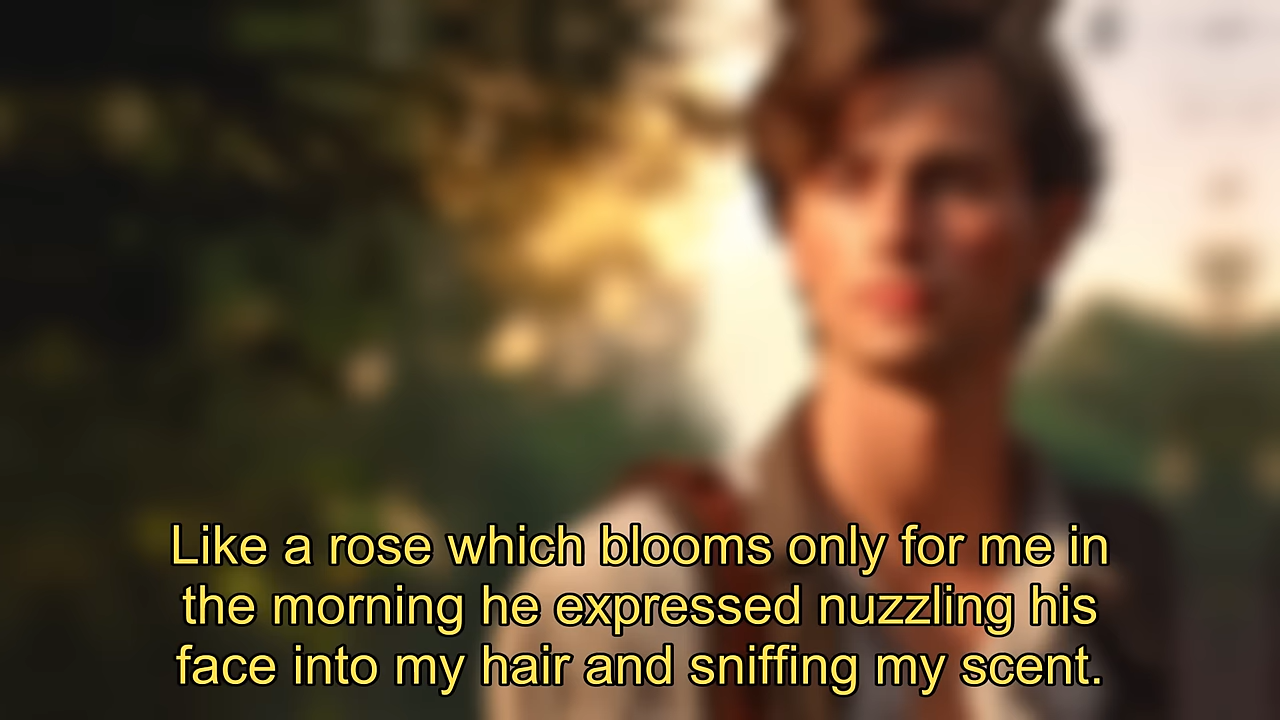 Like a rose which blooms only for me in
the morning he expressed nuzzling his
face into my hair and sniffing my scent.